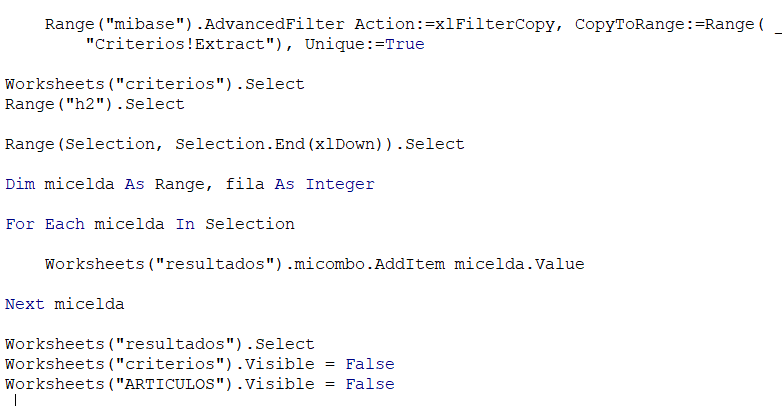 Range("mibase").AdvancedFilter Action:=xlFilterCopy, CopyToRange:=Range( _
"Criterios!Extract"), Unique:=True
Worksheets("criterios").Select
Range("h2").Select
Range(Selection, Selection.End(xlDown)).Select
Dim micelda As Range, fila As Integer
For Each micelda In Selection
Worksheets("resultados").micombo.AddItem micelda.Value
Next micelda
Worksheets("resultados").Select
Worksheets("criterios").Visible = False
Worksheets("ARTICULOS").Visible = False